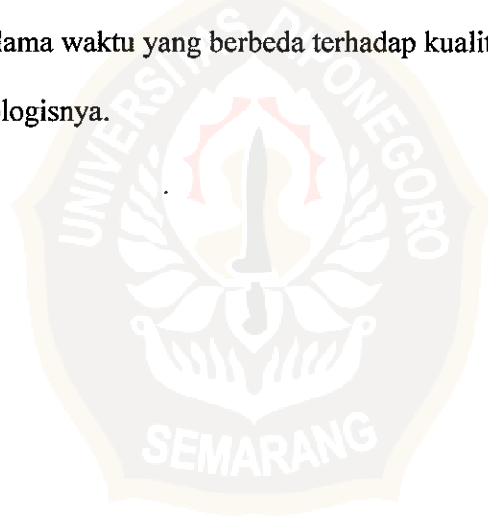 lama waktu yang berbeda terhadap kualit
logisnya.
UNIVERSITAS DIPONEGORO
SEMARANG